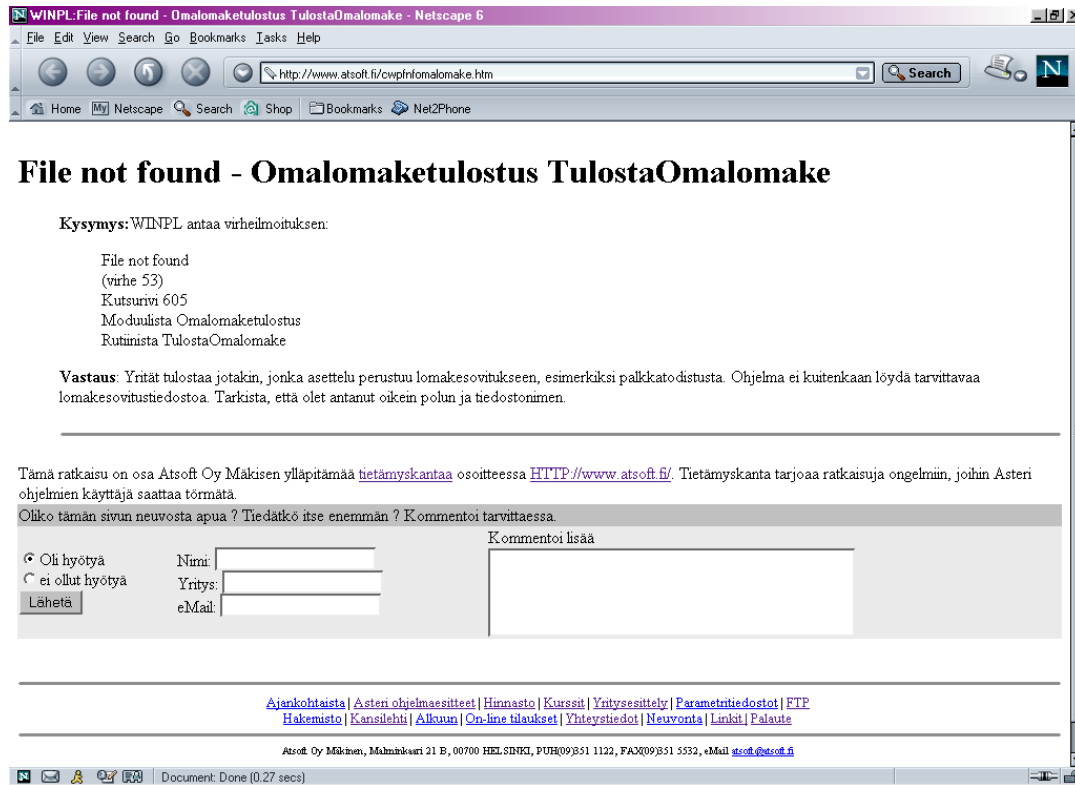 WINPL:File not found - Omalomaketulostus TulostaOmalomake - Netscape 6
File Edit View Search Go Bookmarks Tasks Help
http://www.atsoft.fi/cwpfnfomalomake.htm Search
Home My Netscape Search Shop Bookmarks Net2Phone
File not found - Omalomaketulostus TulostaOmalomake
Kysymys: WINPL antaa virheilmoituksen:
File not found
(virhe 53)
Kutsurivi 605
Moduulista Omalomaketulostus
Rutiinista TulostaOmalomake
Vastaus: Yrität tulostaa jotakin, jonka asettelu perustuu lomakesovitukseen, esimerkiksi palkkatodistusta. Ohjelma ei kuitenkaan löydä tarvittavaa
lomakesovitustiedostoa. Tarkista, että olet antanut oikein polun ja tiedostonimen.
Tämä ratkaisu on osa Atsoft Oy Mäkisen ylläpitämää tietämyskantaa osoitteessa HTTP://www.atsoft.fi/. Tietämyskanta tarjoaa ratkaisuja ongelmiin, joihin Asteri
ohjelmien käyttäjä saattaa törmätä.
Oliko tämän sivun neuvosta apua ? Tiedätkö itse enemmän ? Kommentoi tarvittaessa.
Kommentoi lisää
Oli hyötyä Nimi:
ei ollut hyötyä Yritys:
Lähetä eMail:
Ajankohtaista | Asteri ohjelmaesitteet | Hinnasto | Kurssit | Yritysesittely | Parametritiedostot | FTP
Hakemisto | Kansilehti | Alkuun | On-line tilaukset | Yhteystiedot | Neuvonta | Linkit | Palaute
Atsoft Oy Mäkinen, Malminkaari 21 B, 00700 HELSINKI, PUH(09)351 1122, FAX(09)351 5532, eMail atsoft@atsoft.fi
Document: Done (0.27 secs)